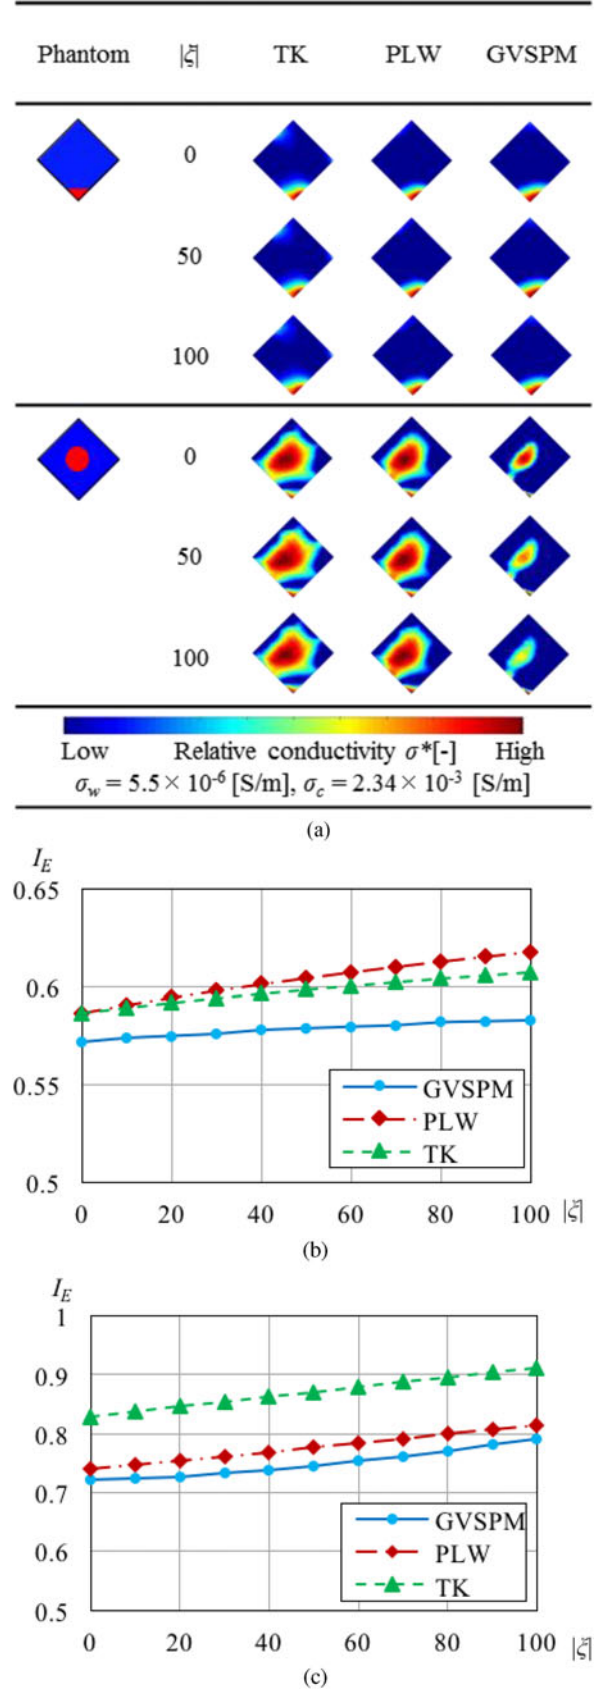 Phantom |ξ| TK PLW GVSPM
0
50
100
0
50
100
Low Relative conductivity σ*[-] High
σw = 5.5 × 10-6 [S/m], σc = 2.34 × 10-3 [S/m]
(a)
IE
0.65
0.6
0.55
0.5
GVSPM
PLW
TK
0 20 40 60 80 100 |ξ|
(b)
IE
1
0.9
0.8
0.7
0.6
0.5
GVSPM
PLW
TK
0 20 40 60 80 100 |ξ|
(c)